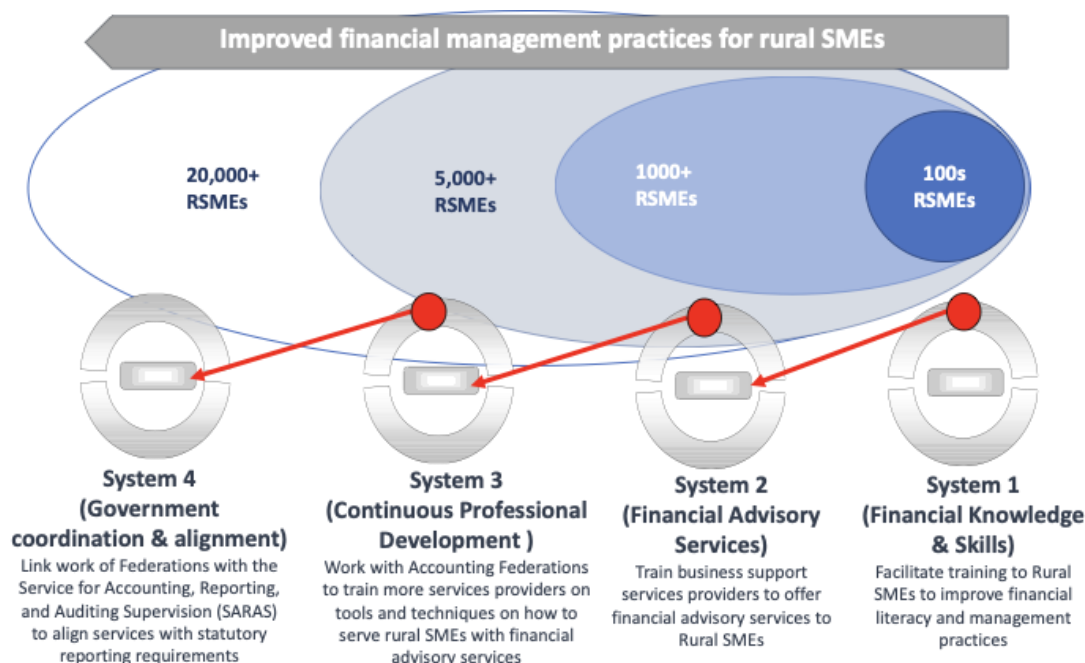 Improved financial management practices for rural SMEs
20,000+
RSMEs
5,000+
RSMEs
1000+
RSMEs
100s
RSMEs
System 4
(Government
coordination & alignment)
Link work of Federations with the
Service for Accounting, Reporting,
and Auditing Supervision (SARAS)
to align services with statutory
reporting requirements
System 3
(Continuous Professional
Development )
Work with Accounting Federations
to train more services providers on
tools and techniques on how to
serve rural SMEs with financial
advisory services
System 2
(Financial Advisory
Services)
Train business support
services providers to offer
financial advisory services to
Rural SMEs
System 1
(Financial Knowledge
& Skills)
Facilitate training to Rural
SMEs to improve financial
literacy and management
practices